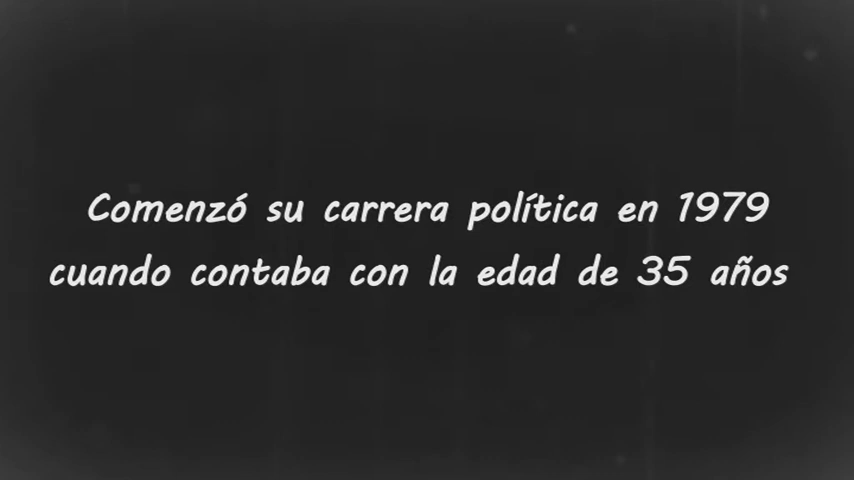 Comenzó su carrera política en 1979
cuando contaba con la edad de 35 años